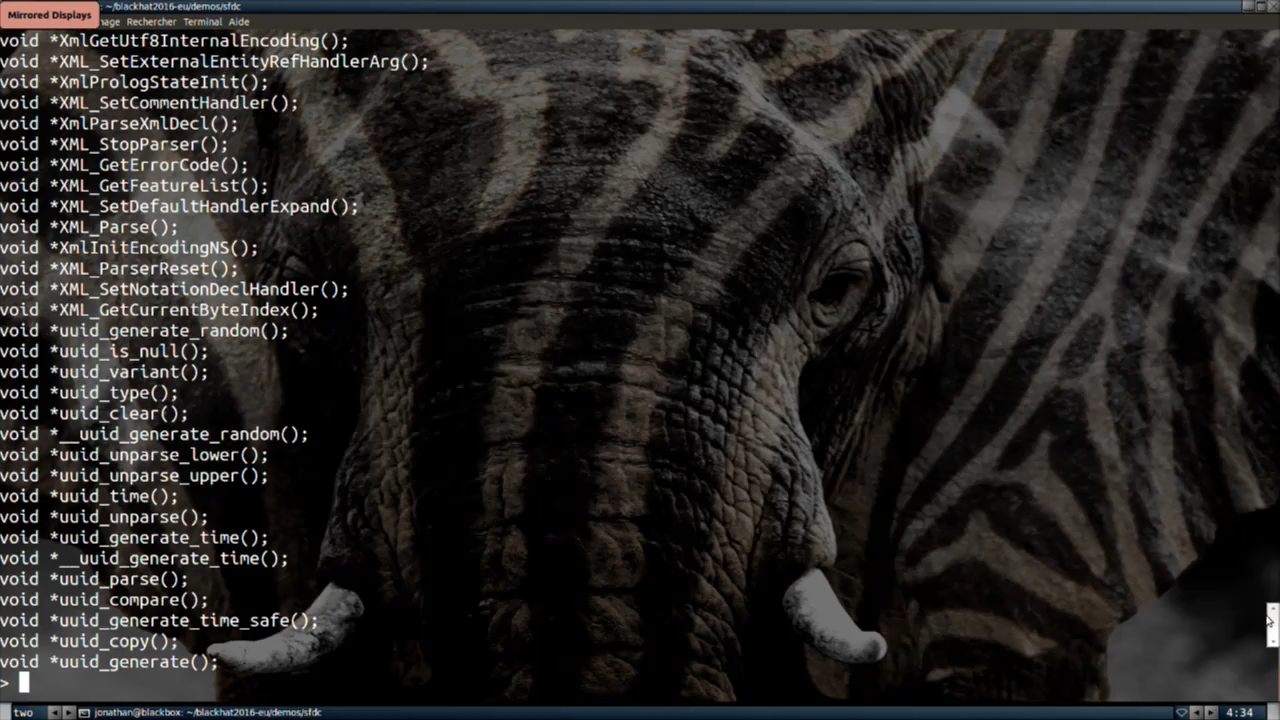 Mirrored Displays
: ~/blackhat2016-eu/demos/sfdc
nage Rechercher Terminal Aide
void *XmlGetUtf8InternalEncoding();
void *XML_SetExternalEntityRefHandlerArg();
void *XmlPrologStateInit();
void *XML_SetCommentHandler();
void *XmlParseXmlDecl();
void *XML_StopParser();
void *XML_GetErrorCode();
void *XML_GetFeatureList();
void *XML_SetDefaultHandlerExpand();
void *XML_Parse();
void *XmlInitEncodingNS();
void *XML_ParserReset();
void *XML_SetNotationDeclHandler();
void *XML_GetCurrentByteIndex();
void *uuid_generate_random();
void *uuid_is_null();
void *uuid_variant();
void *uuid_type();
void *uuid_clear();
void *__uuid_generate_random();
void *uuid_unparse_lower();
void *uuid_unparse_upper();
void *uuid_time();
void *uuid_unparse();
void *uuid_generate_time();
void *__uuid_generate_time();
void *uuid_parse();
void *uuid_compare();
void *uuid_generate_time_safe();
void *uuid_copy();
void *uuid_generate();
>
two jonathan@blackbox: ~/blackhat2016-eu/demos/sfdc 4:34